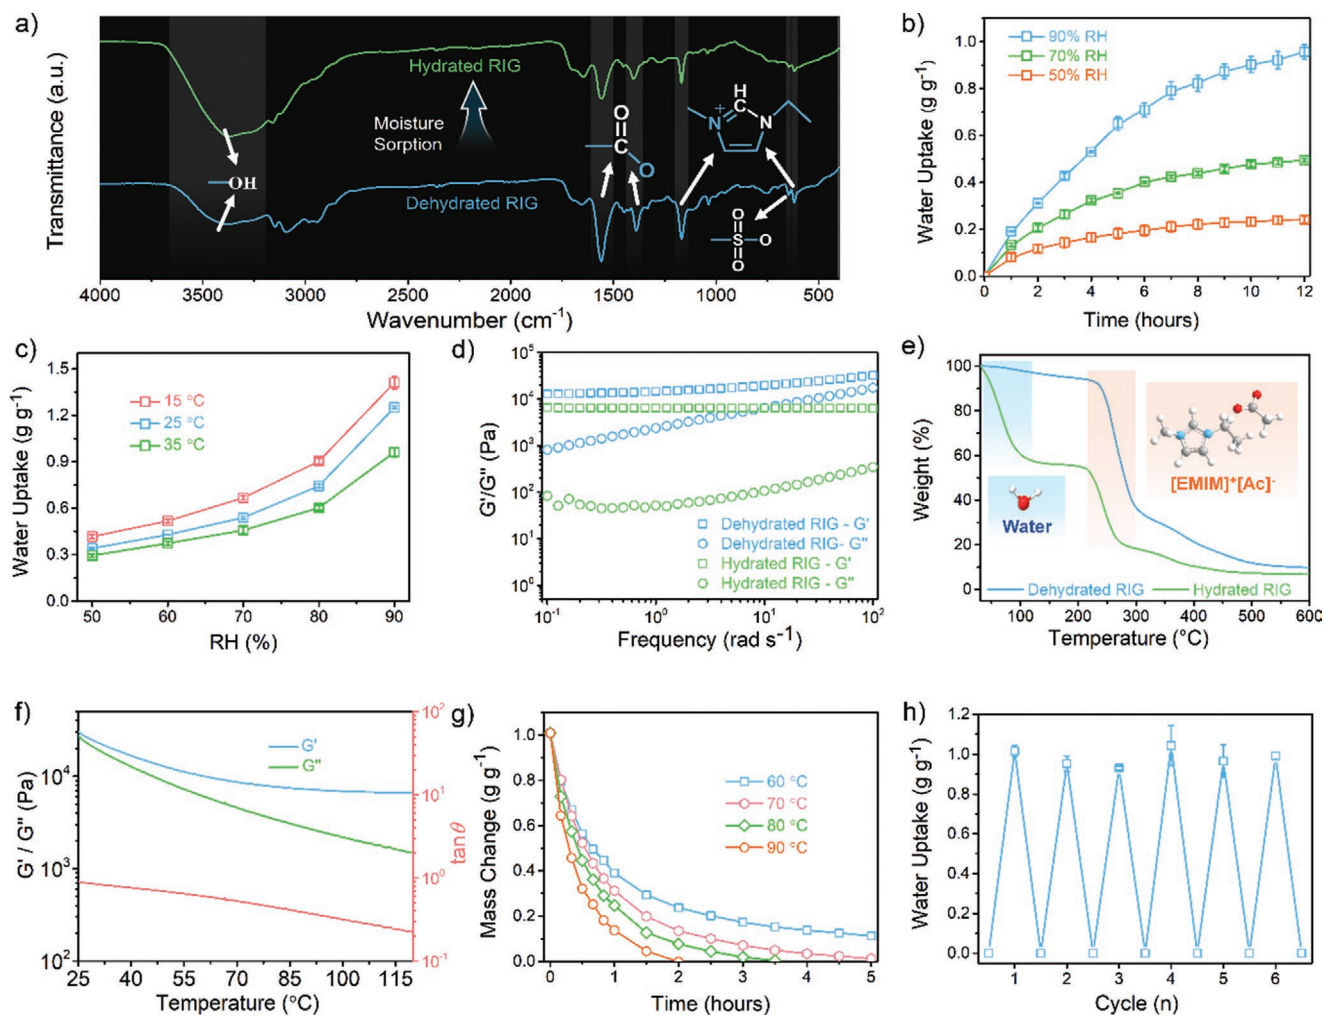 a)
Transmittance (a.u.)
Hydrated RIG
Moisture
Sorption
OH
Dehydrated RIG
O
C
O
H
C
N
+
N
O
S
O
O
4000 3500 3000 2500 2000 1500 1000 500
Wavenumber (cm⁻¹)
b)
Water Uptake (g g⁻¹)
1.0
0.8
0.6
0.4
0.2
0.0
90% RH
70% RH
50% RH
0 2 4 6 8 10 12
Time (hours)
c)
Water Uptake (g g⁻¹)
1.5
1.2
0.9
0.6
0.3
0.0
15 °C
25 °C
35 °C
50 60 70 80 90
RH (%)
d)
G'/G'' (Pa)
10⁵
10⁴
10³
10²
10¹
10⁰
Dehydrated RIG - G'
Dehydrated RIG- G''
Hydrated RIG - G'
Hydrated RIG - G''
10⁻¹ 10⁰ 10¹ 10²
Frequency (rad s⁻¹)
e)
Weight (%)
100
80
60
40
20
0
Water
[EMIM]⁺[Ac]⁻
Dehydrated RIG
Hydrated RIG
100 200 300 400 500 600
Temperature (°C)
f)
G' / G'' (Pa)
10⁴
10³
10²
G'
G''
10²
10¹
10⁰
10⁻¹
tanθ
25 40 55 70 85 100 115
Temperature (°C)
g)
Mass Change (g g⁻¹)
1.0
0.8
0.6
0.4
0.2
0.0
60 °C
70 °C
80 °C
90 °C
0 1 2 3 4 5
Time (hours)
h)
Water Uptake (g g⁻¹)
1.2
1.0
0.8
0.6
0.4
0.2
0.0
1 2 3 4 5 6
Cycle (n)